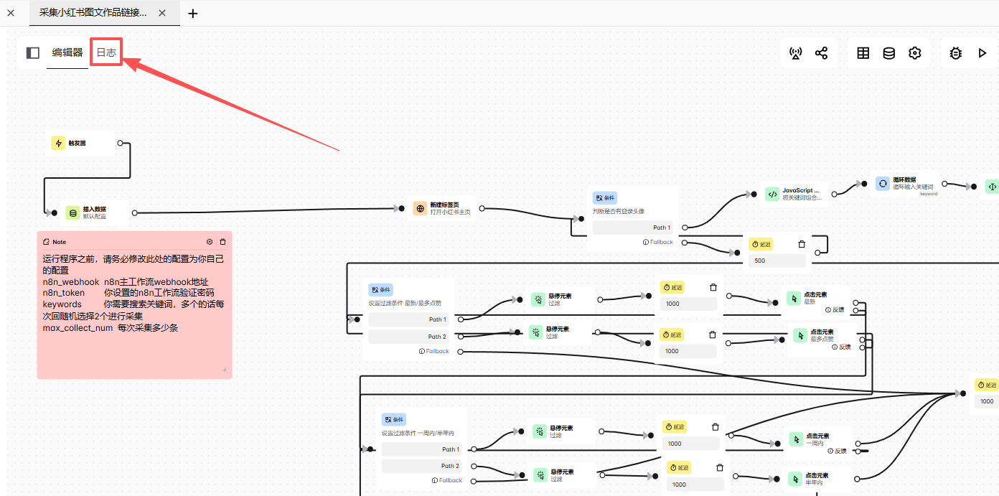 采集小红书图文作品链接...
编辑器
日志
触发器
插入数据
默认配置
新建标签页
打开小红书主页
条件
判断是否有登录头像
Path 1
Fallback
JavaScript ...
将关键词组合...
循环数据
循环输入关键词
keyword
延迟
500
Note
运行程序之前，请务必修改此处的配置为你自己
的配置
n8n_webhook n8n主工作流webhook地址
n8n_token 你设置的n8n工作流验证密码
keywords 你需要搜索关键词，多个的话每
次回随机选择2个进行采集
max_collect_num 每次采集多少条
条件
设置过滤条件 最新/最多点赞
Path 1
Path 2
Fallback
悬停元素
过滤
延迟
1000
点击元素
最新
反馈
悬停元素
过滤
延迟
1000
点击元素
最多点赞
反馈
延迟
1000
条件
设置过滤条件 一周内/半年内
Path 1
Path 2
Fallback
悬停元素
过滤
延迟
1000
点击元素
一周内
反馈
悬停元素
过滤
延迟
1000
点击元素
半年内